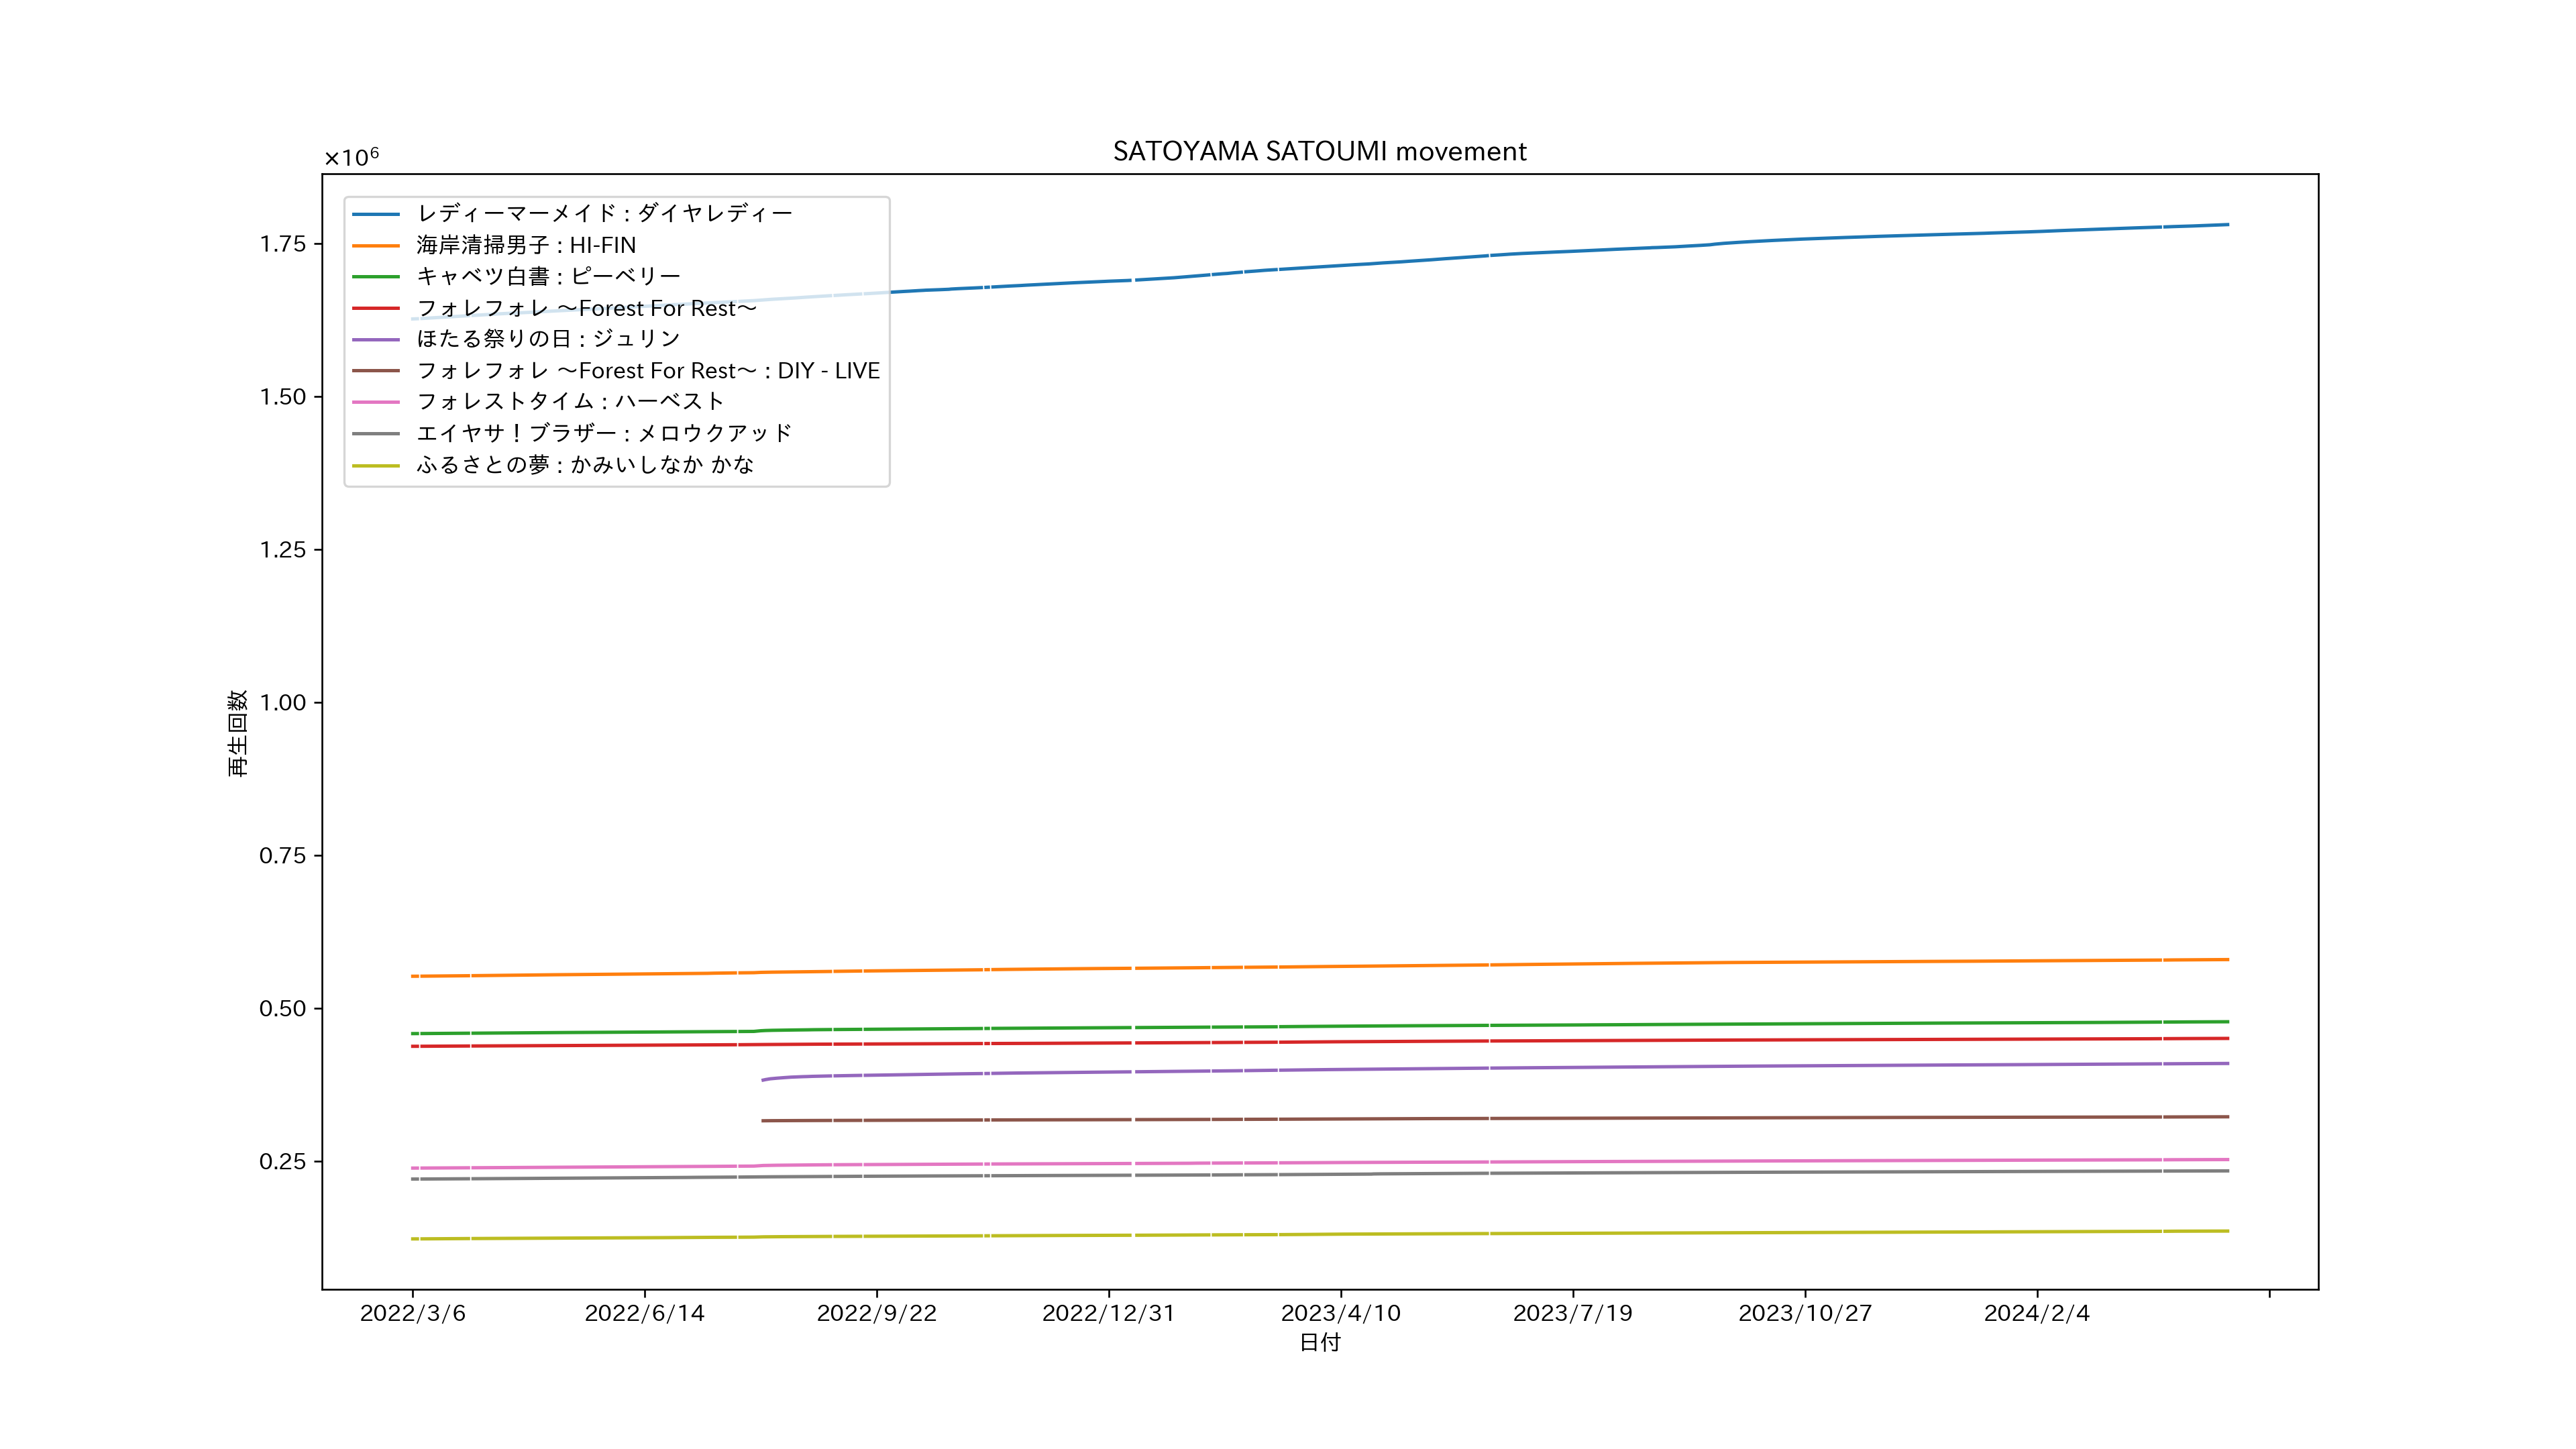 SATOYAMA SATOUMI movement
×10⁶
レディーマーメイド : ダイヤレディー
海岸清掃男子 : HI-FIN
キャベツ白書 : ピーベリー
フォレフォレ ～Forest For Rest～
ほたる祭りの日 : ジュリン
フォレフォレ ～Forest For Rest～ : DIY - LIVE
フォレストタイム : ハーベスト
エイヤサ！ブラザー : メロウクアッド
ふるさとの夢 : かみいしなか かな
1.75
1.50
1.25
1.00
0.75
0.50
0.25
再生回数
2022/3/6 2022/6/14 2022/9/22 2022/12/31 2023/4/10 2023/7/19 2023/10/27 2024/2/4
日付